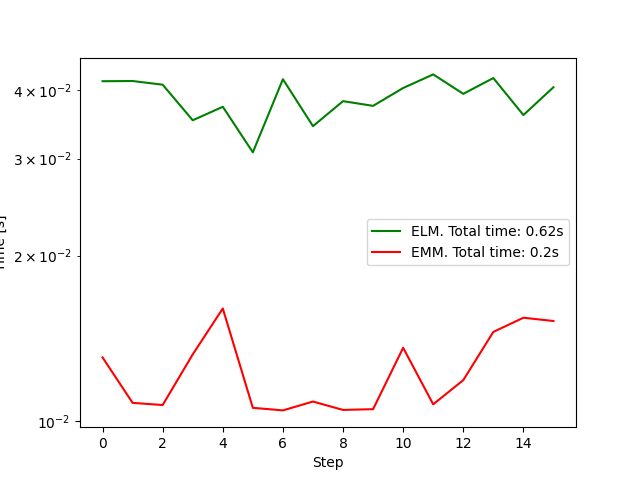 4 × 10⁻²
3 × 10⁻²
2 × 10⁻²
10⁻²
ELM. Total time: 0.62s
EMM. Total time: 0.2s
0 2 4 6 8 10 12 14
Step